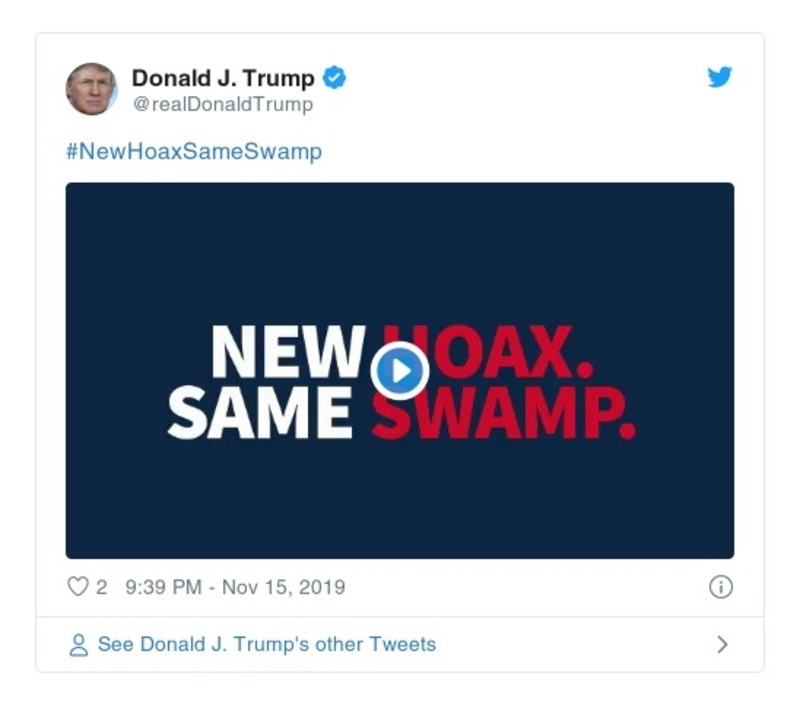 Donald J. Trump
@realDonaldTrump
#NewHoaxSameSwamp
NEW HOAX.
SAME SWAMP.
2 9:39 PM - Nov 15, 2019
See Donald J. Trump's other Tweets